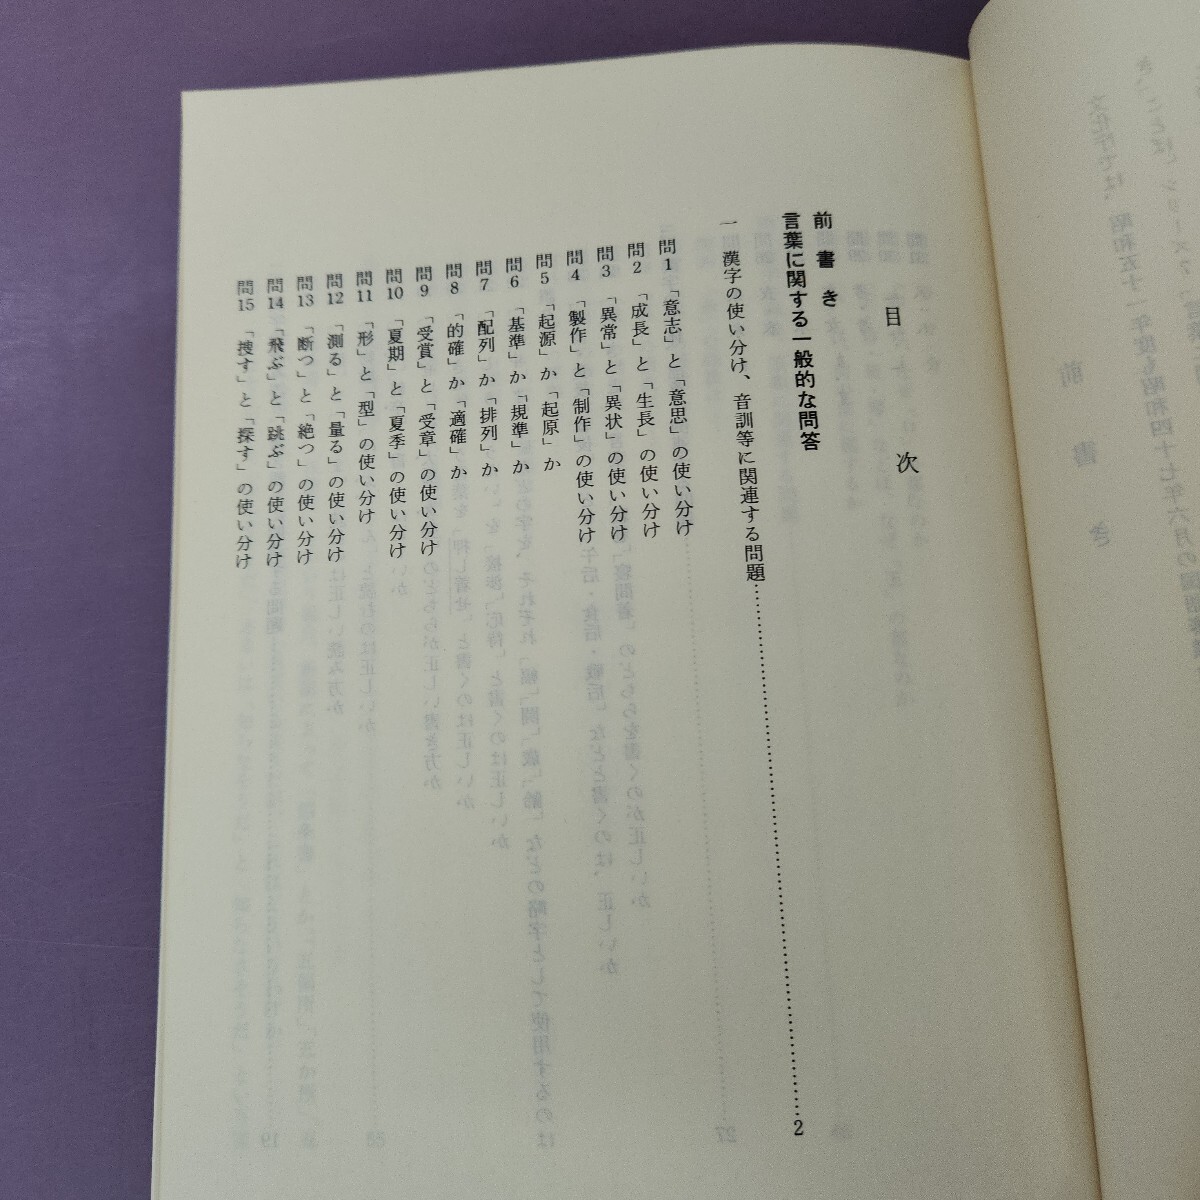 目次
前書き
言葉に関する一般的な問答
一 漢字の使い分け、音訓等に関連する問題……2
問1 「意志」と「意思」の使い分け
問2 「成長」と「生長」の使い分け
問3 「異常」と「異状」の使い分け
問4 「製作」と「制作」の使い分け
問5 「起源」か「起原」か
問6 「基準」か「規準」か
問7 「配列」か「排列」か
問8 「的確」か「適確」か
問9 「受賞」と「受章」の使い分け
問10 「夏期」と「夏季」の使い分け
問11 「形」と「型」の使い分け
問12 「測る」と「量る」の使い分け
問13 「断つ」と「絶つ」の使い分け
問14 「飛ぶ」と「跳ぶ」の使い分け
問15 「捜す」と「探す」の使い分け